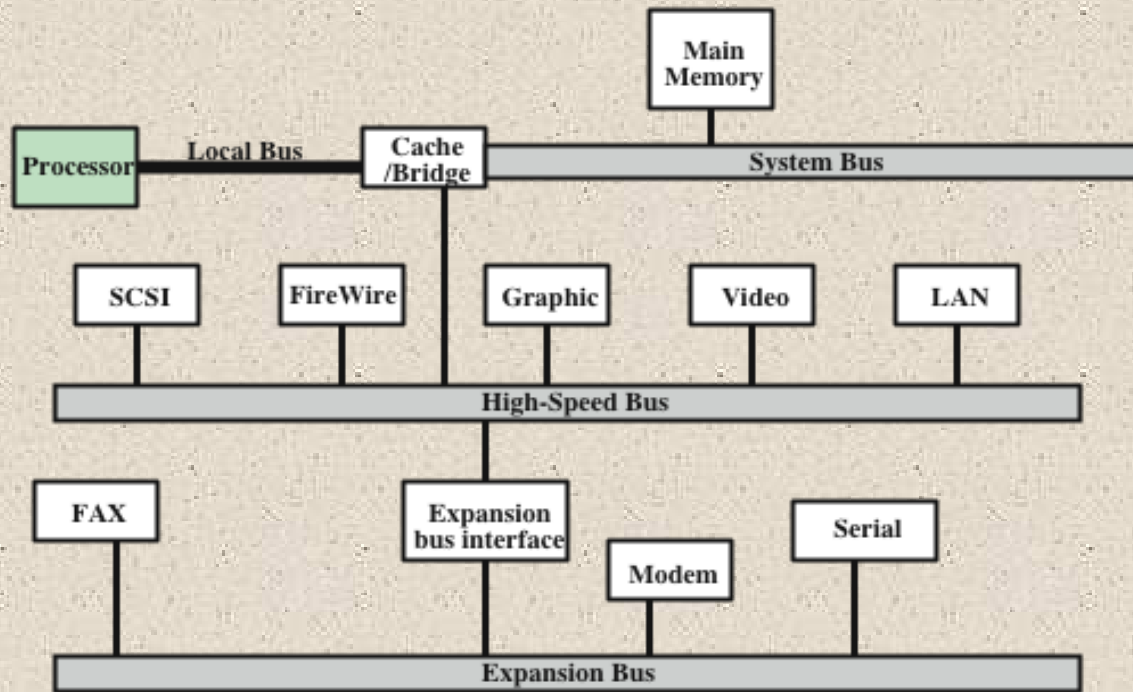 Main
Memory
Processor
Local Bus
Cache
/Bridge
System Bus
SCSI
FireWire
Graphic
Video
LAN
High-Speed Bus
FAX
Expansion
bus interface
Modem
Serial
Expansion Bus